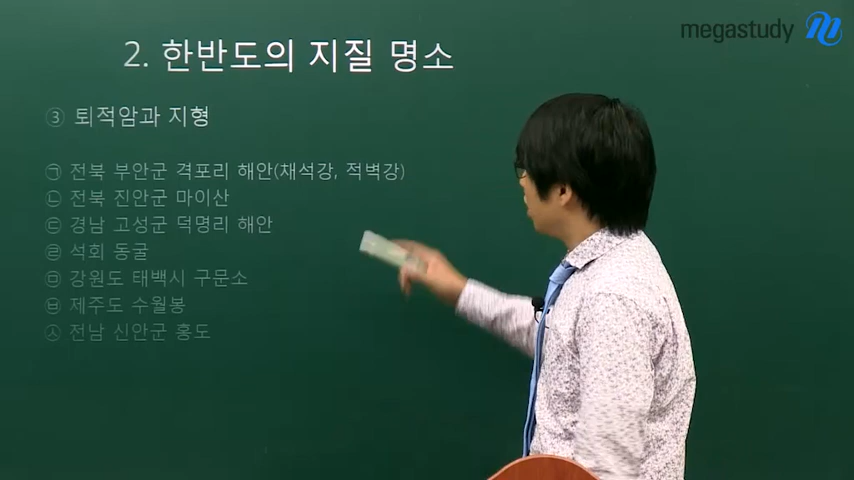 megastudy
2. 한반도의 지질 명소
③ 퇴적암과 지형
㉠ 전북 부안군 격포리 해안(채석강, 적벽강)
㉡ 전북 진안군 마이산
㉢ 경남 고성군 덕명리 해안
㉣ 석회 동굴
㉤ 강원도 태백시 구문소
㉥ 제주도 수월봉
㉦ 전남 신안군 홍도